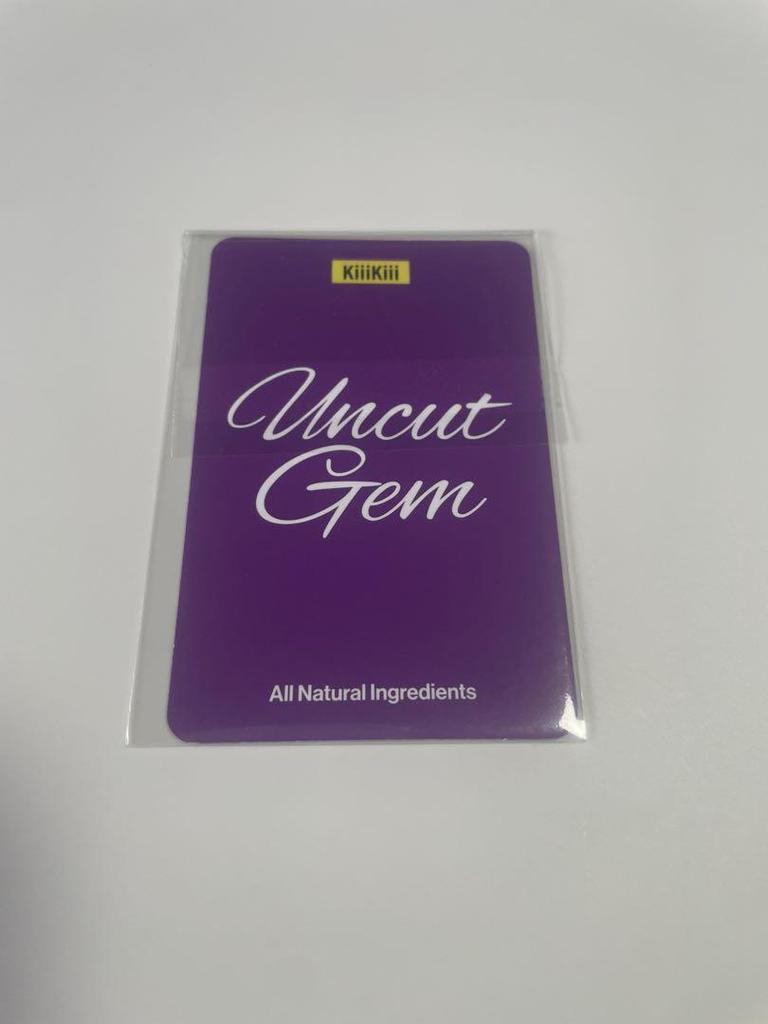 KiiiKiii
Uncut
Gem
All Natural Ingredients